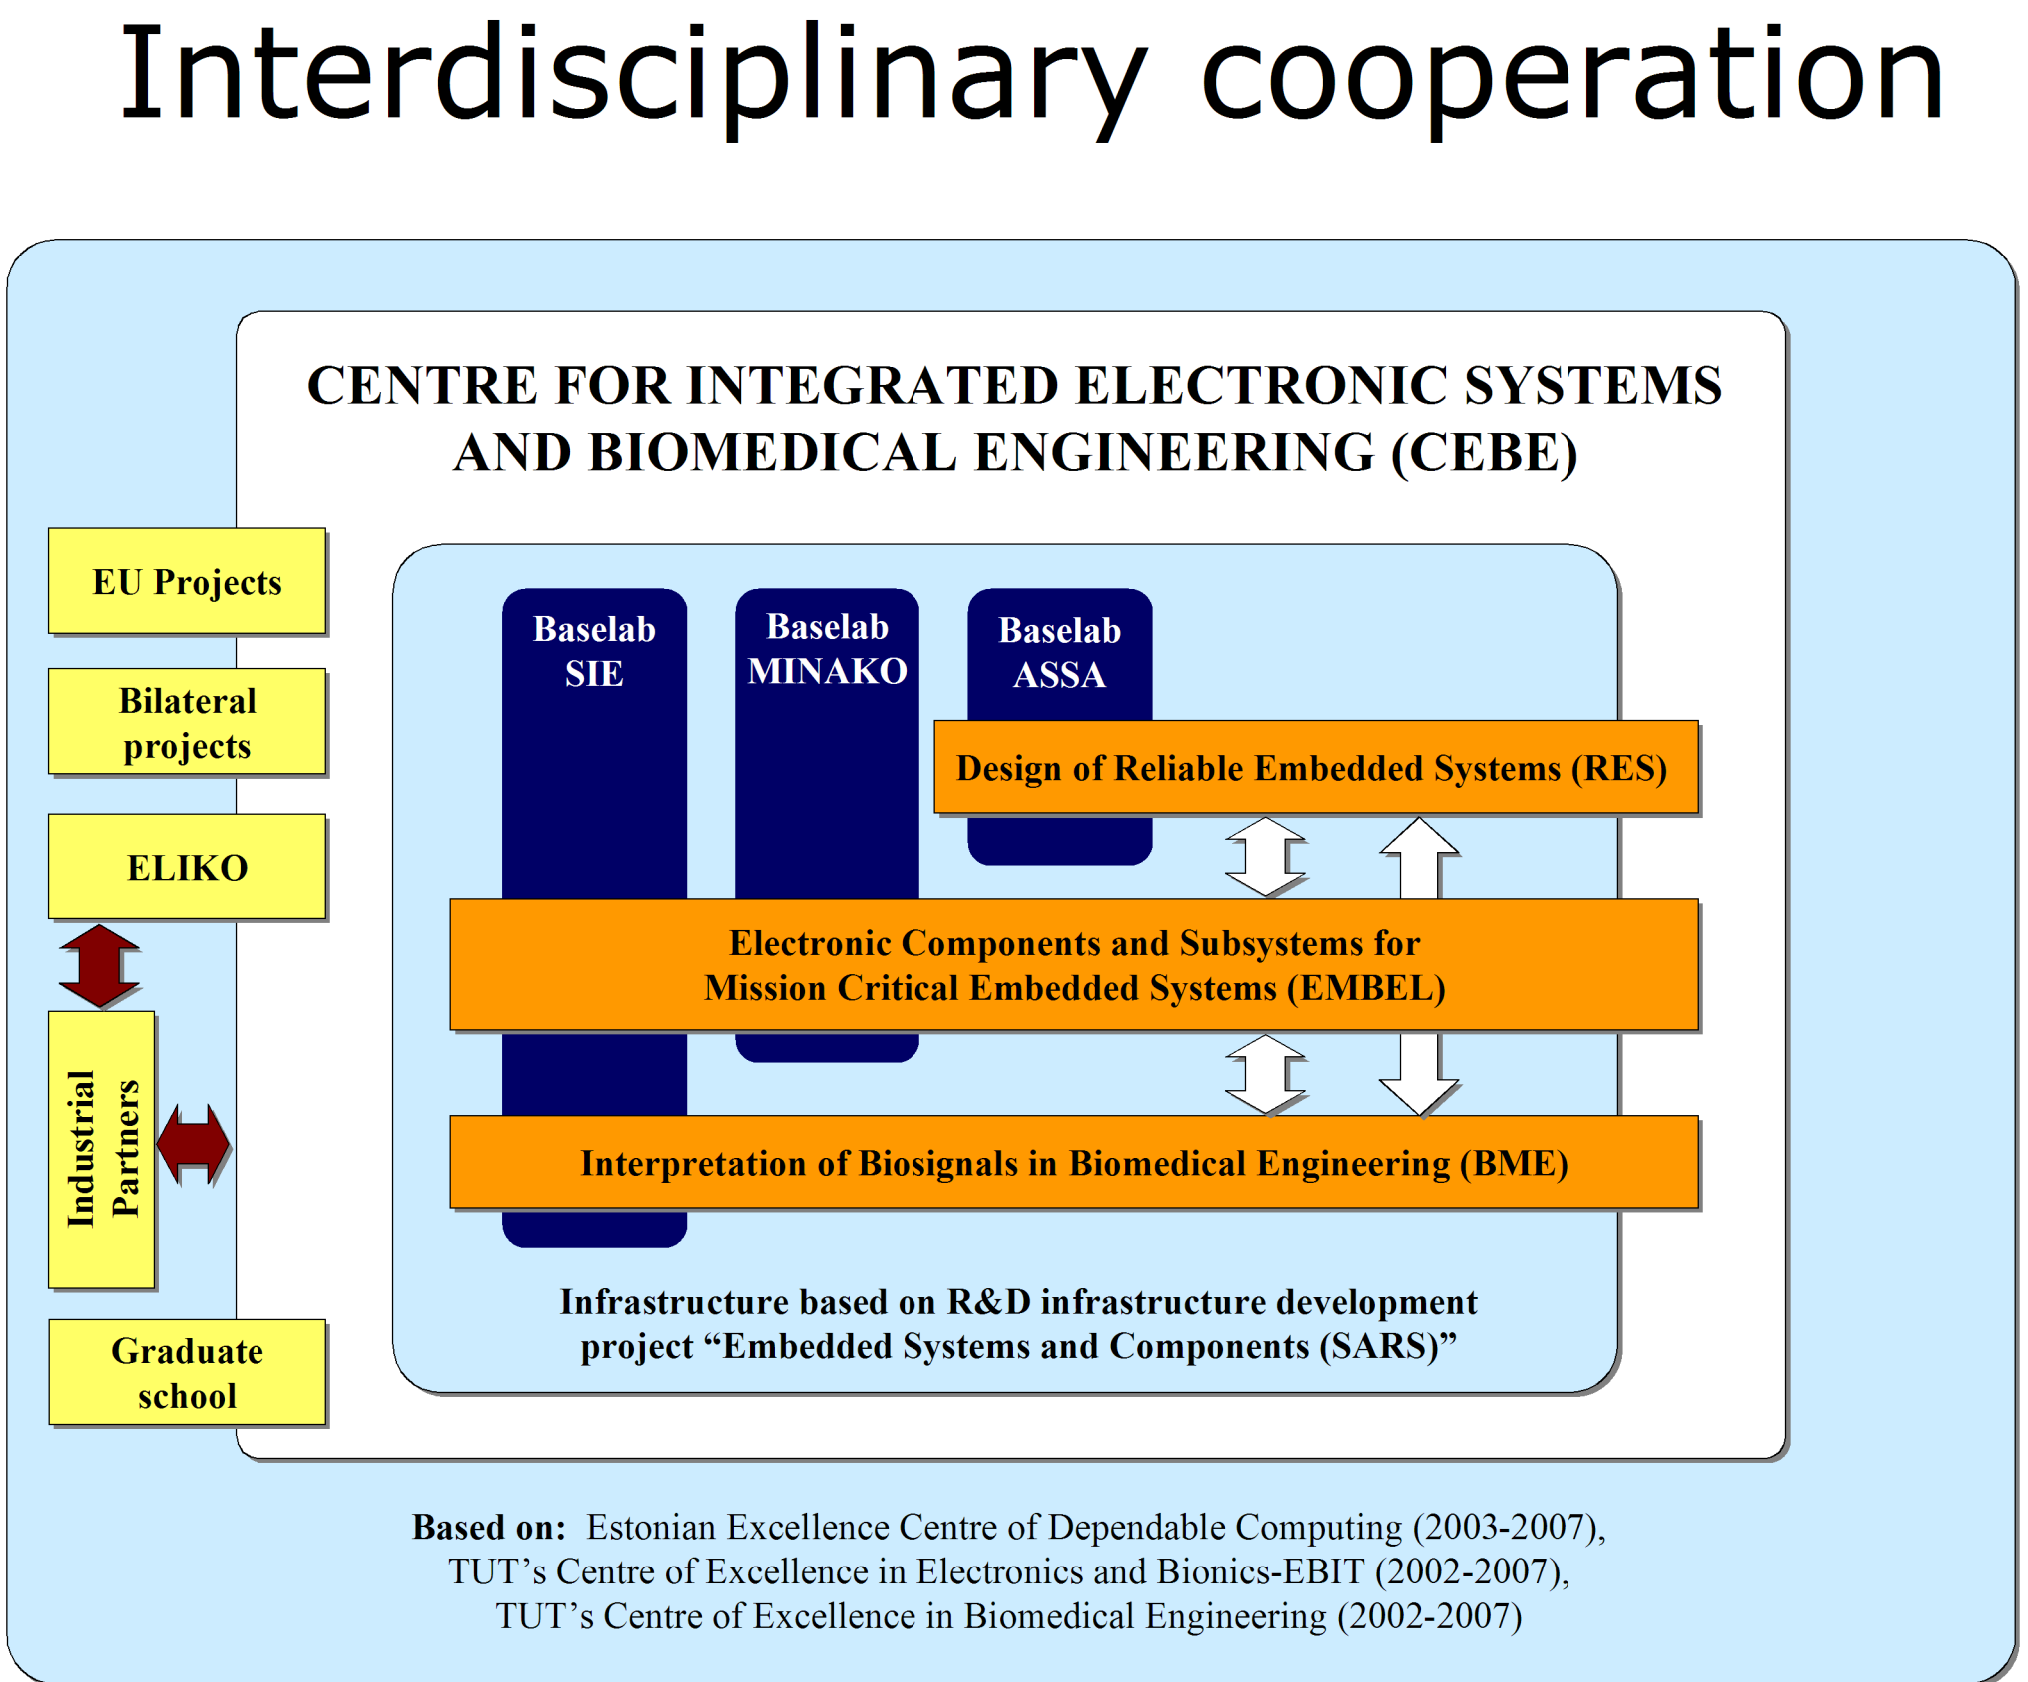 Interdisciplinary cooperation
CENTRE FOR INTEGRATED ELECTRONIC SYSTEMS
AND BIOMEDICAL ENGINEERING (CEBE)
EU Projects
Bilateral
projects
ELIKO
Industrial
Partners
Graduate
school
Baselab
SIE
Baselab
MINAKO
Baselab
ASSA
Design of Reliable Embedded Systems (RES)
Electronic Components and Subsystems for
Mission Critical Embedded Systems (EMBEL)
Interpretation of Biosignals in Biomedical Engineering (BME)
Infrastructure based on R&D infrastructure development
project “Embedded Systems and Components (SARS)”
Based on: Estonian Excellence Centre of Dependable Computing (2003-2007),
TUT’s Centre of Excellence in Electronics and Bionics-EBIT (2002-2007),
TUT’s Centre of Excellence in Biomedical Engineering (2002-2007)